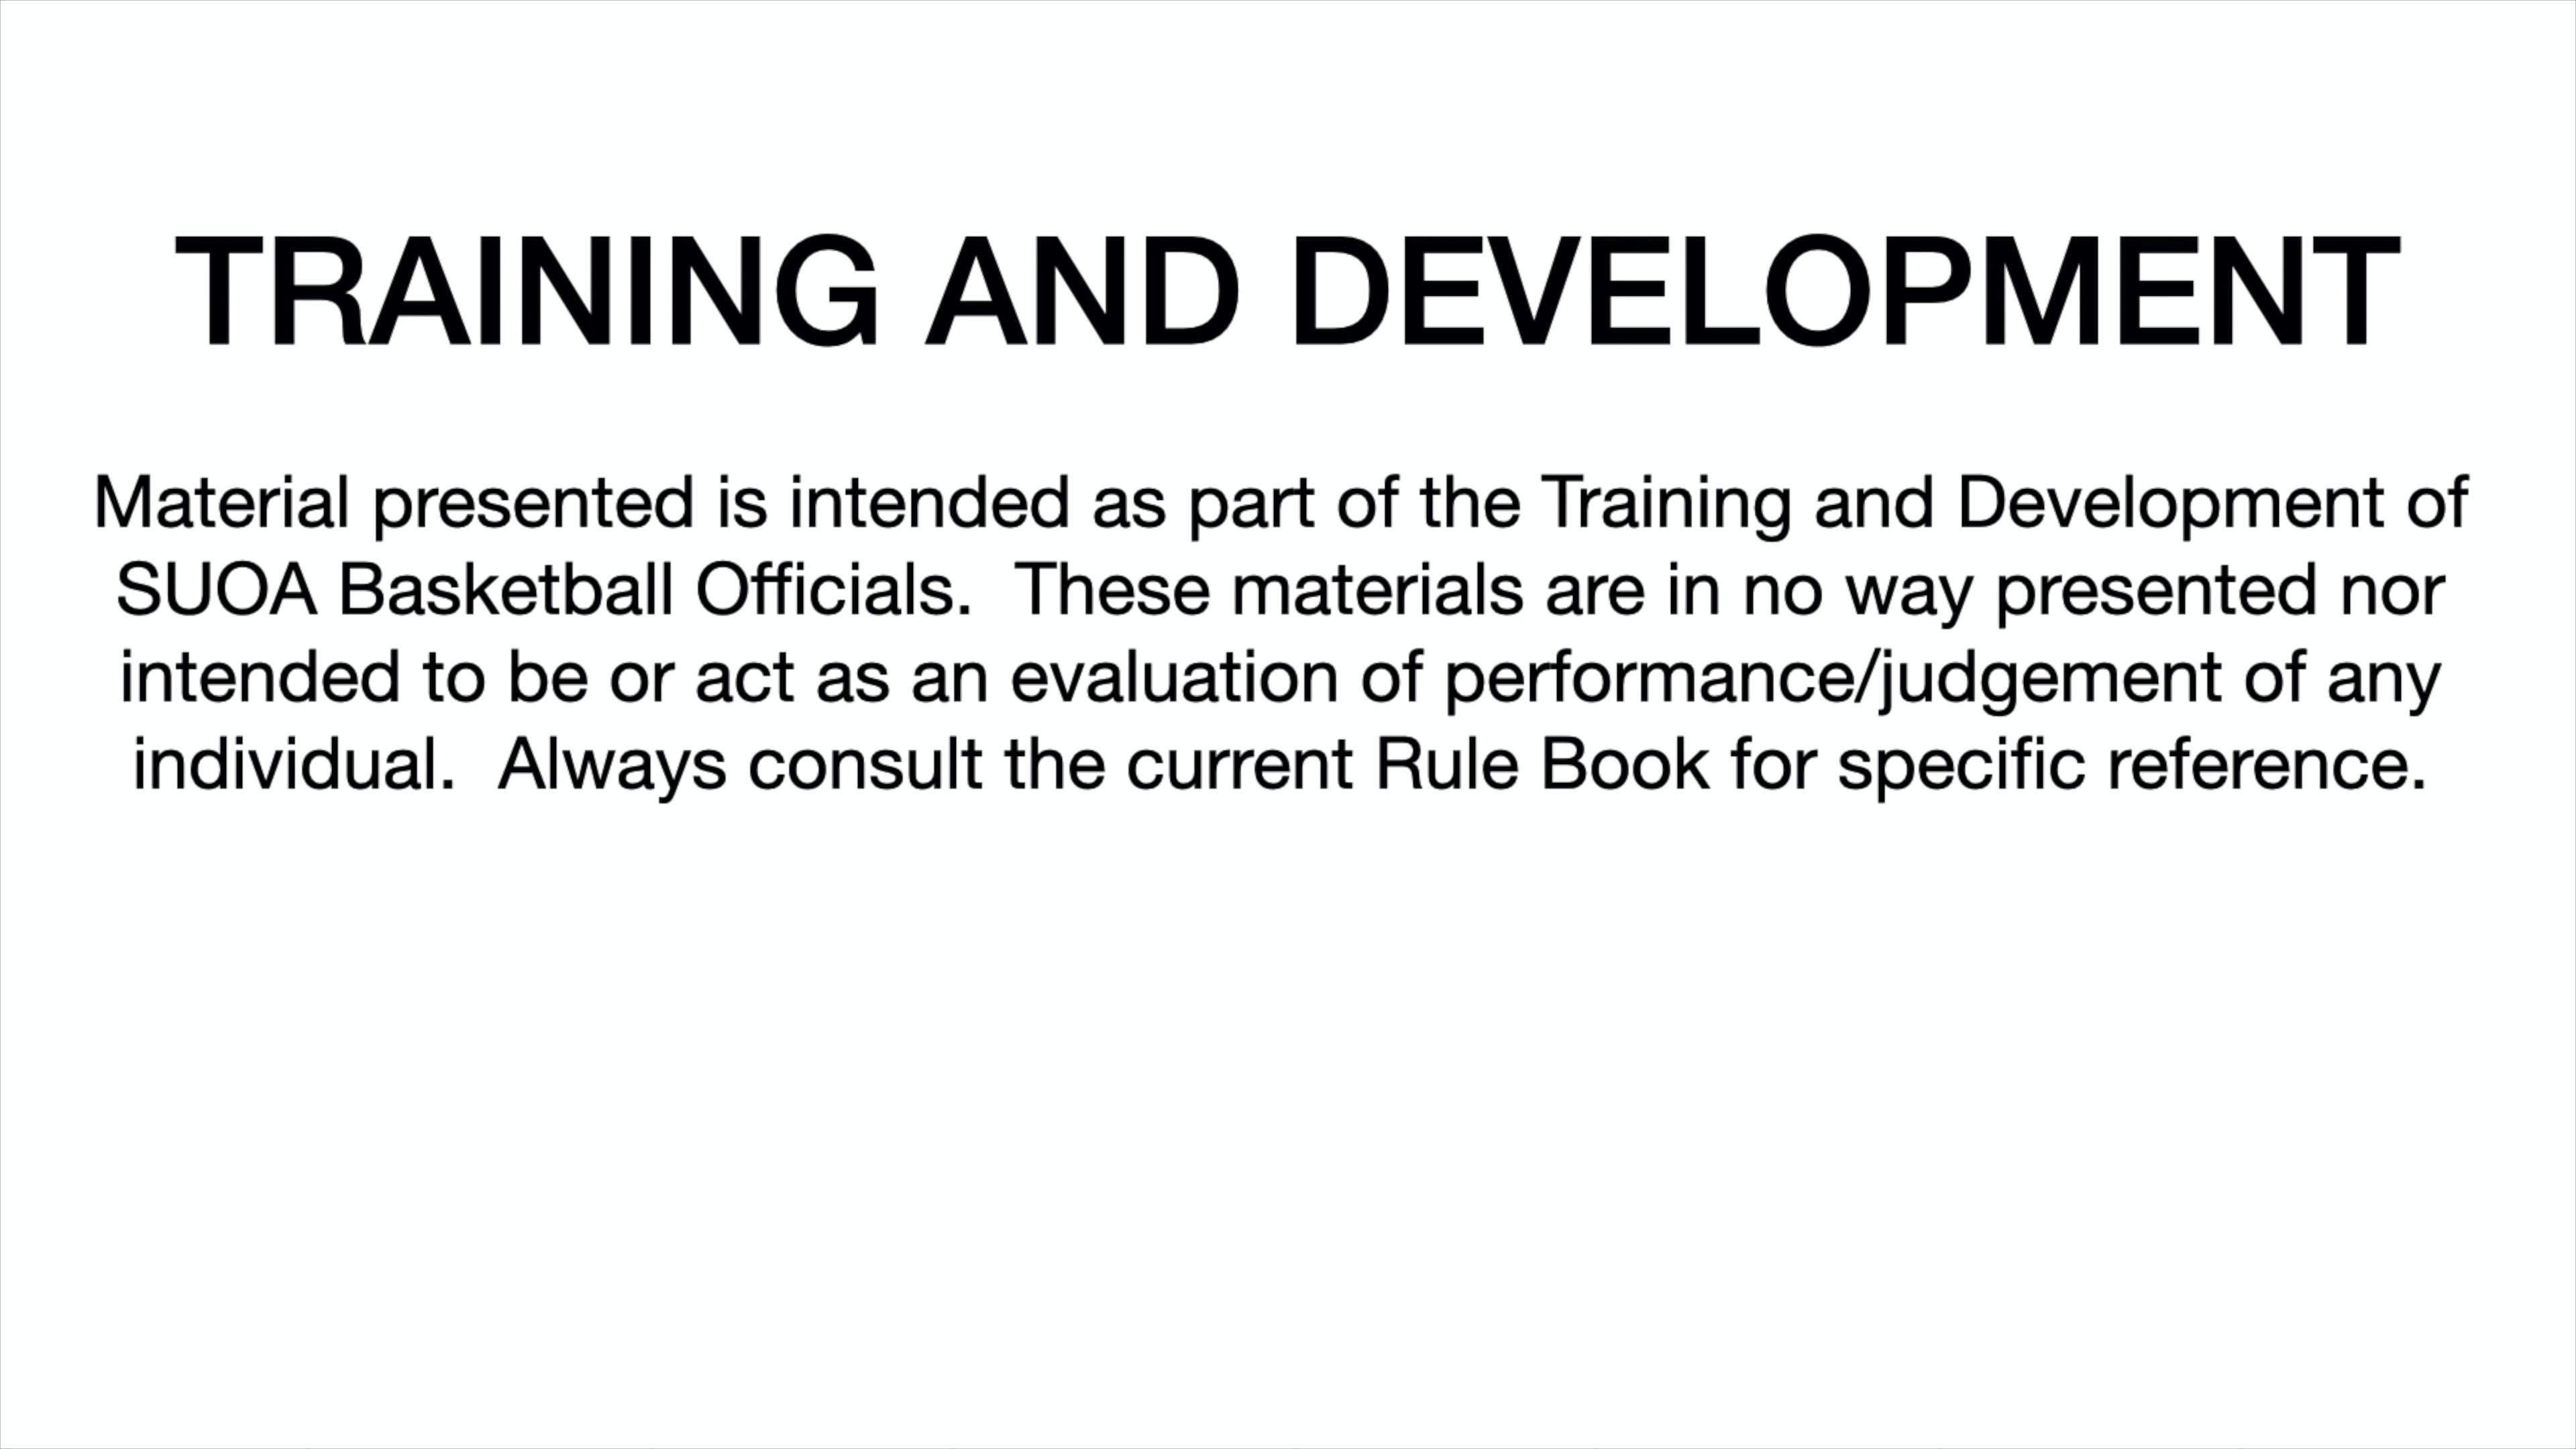 TRAINING AND DEVELOPMENT
Material presented is intended as part of the Training and Development of
SUOA Basketball Officials.  These materials are in no way presented nor
intended to be or act as an evaluation of performance/judgement of any
individual.  Always consult the current Rule Book for specific reference.